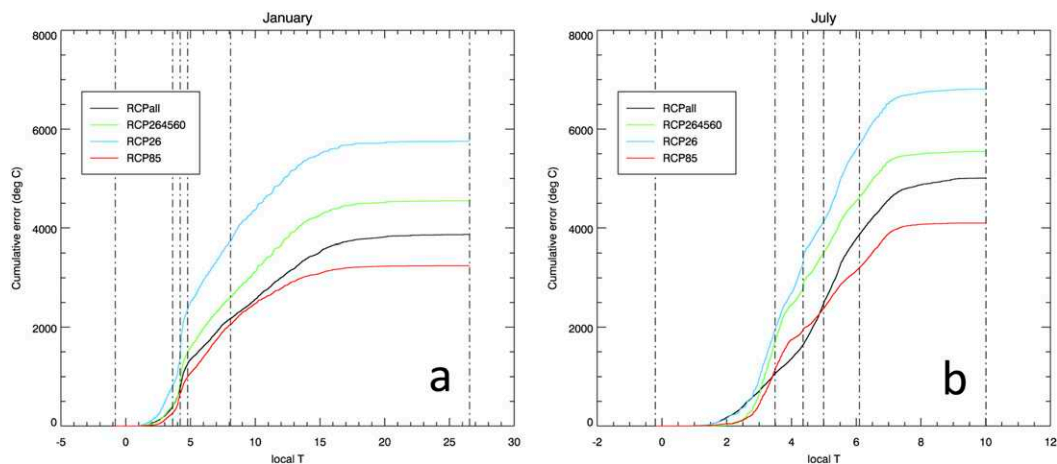 January
8000
6000
4000
2000
0
Cumulative error (deg C)
RCPall
RCP264560
RCP26
RCP85
a
-5 0 5 10 15 20 25 30
local T
July
8000
6000
4000
2000
0
Cumulative error (deg C)
RCPall
RCP264560
RCP26
RCP85
b
-2 0 2 4 6 8 10 12
local T